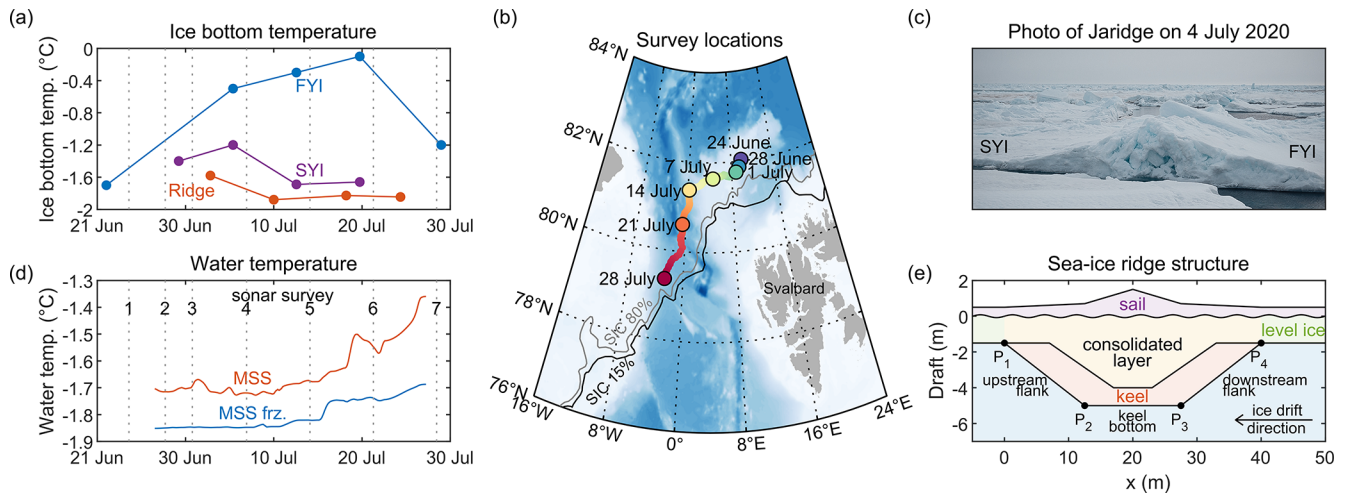 (a)
Ice bottom temperature
Ice bottom temp. (°C)
0
-0.4
-0.8
-1.2
-1.6
-2
FYI
SYI
Ridge
21 Jun
30 Jun
10 Jul
20 Jul
30 Jul
(b)
Survey locations
84°N
82°N
80°N
78°N
76°N
16°W
8°W
0°
8°E
16°E
24°E
24 June
28 June
1 July
7 July
14 July
21 July
28 July
Svalbard
SIC 80%
SIC 15%
(c)
Photo of Jaridge on 4 July 2020
SYI
FYI
(d)
Water temperature
Water temp. (°C)
-1.3
-1.4
-1.5
-1.6
-1.7
-1.8
-1.9
sonar survey
1
2
3
4
5
6
7
MSS
MSS frz.
21 Jun
30 Jun
10 Jul
20 Jul
30 Jul
(e)
Sea-ice ridge structure
Draft (m)
2
0
-2
-4
-6
sail
level ice
consolidated
layer
keel
P1
upstream
flank
P4
downstream
flank
P2
keel
bottom
P3
ice drift
direction
0
10
20
30
40
50
x (m)